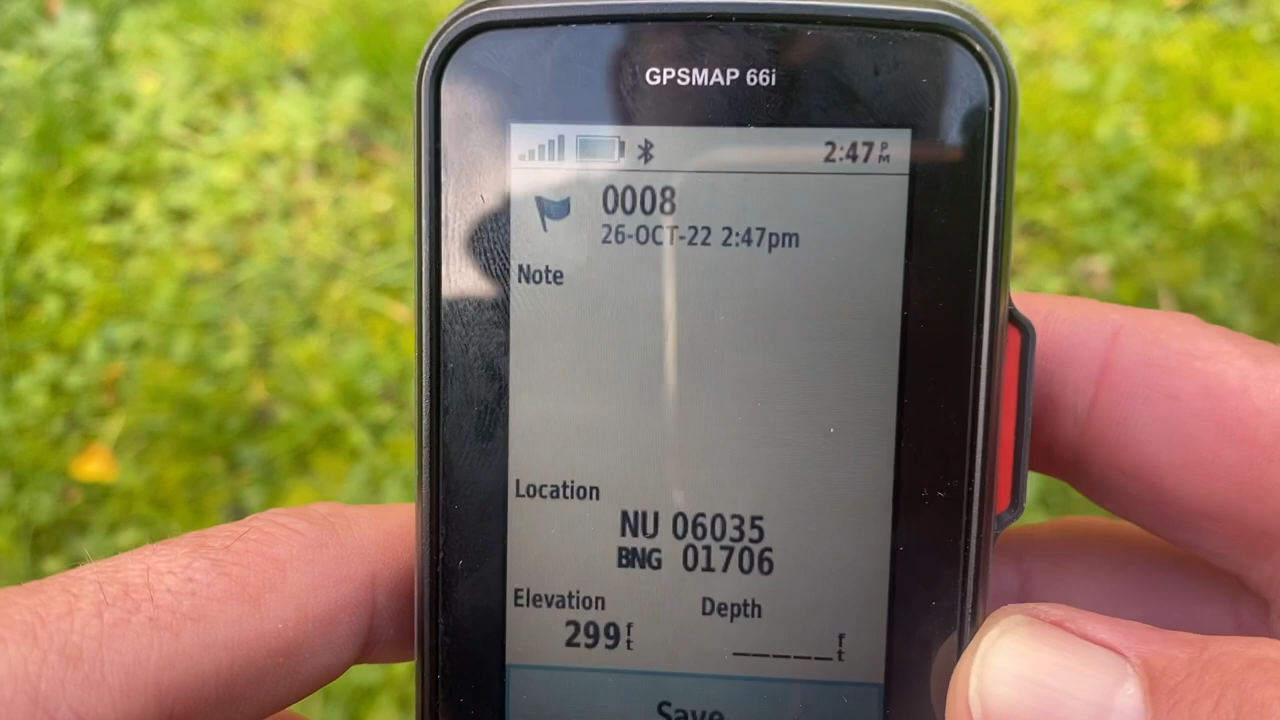 GPSMAP 66i
2:47 PM
0008
26-OCT-22 2:47pm
Note
Location
NU 06035
BNG 01706
Elevation Depth
299 ft _____ ft
Save